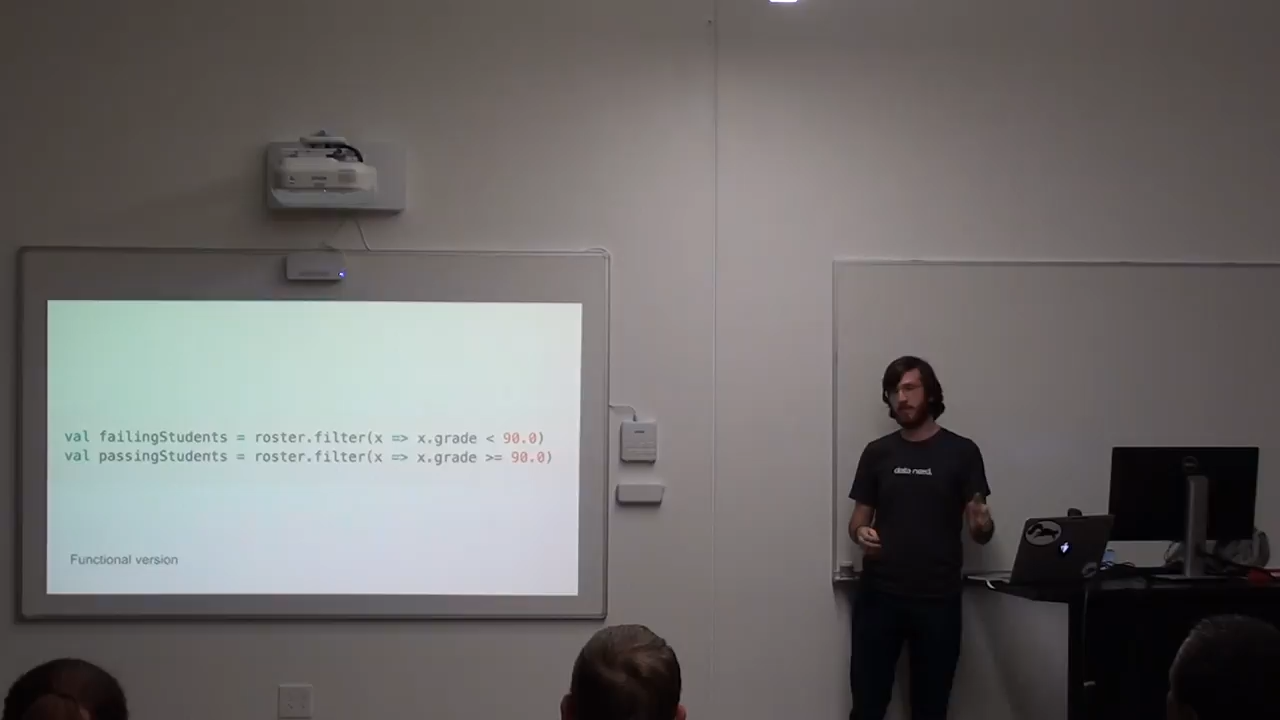 val failingStudents = roster.filter(x => x.grade < 90.0)
val passingStudents = roster.filter(x => x.grade >= 90.0)
Functional version
data nerd.